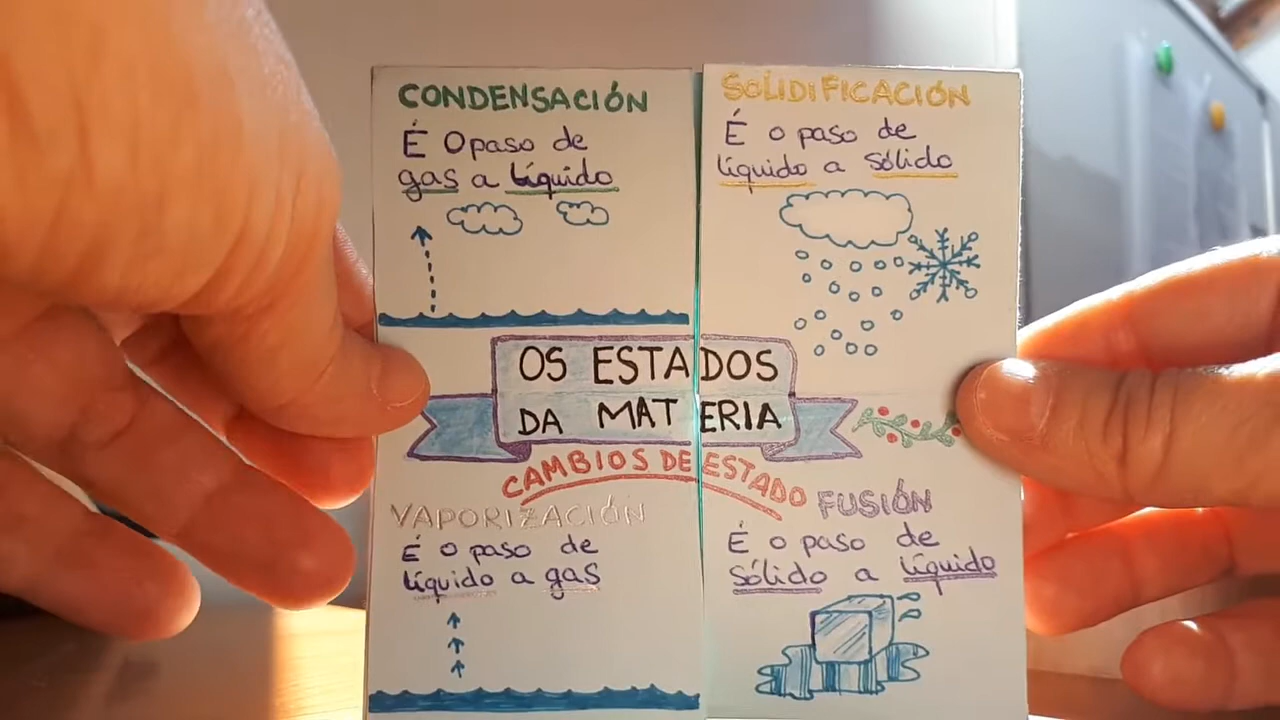 CONDENSACIÓN
É O paso de
gas a líquido
SOLIDIFICACIÓN
É o paso de
líquido a sólido
OS ESTADOS
DA MATERIA
CAMBIOS DE ESTADO
VAPORIZACIÓN
É o paso de
líquido a gas
FUSIÓN
É o paso de
sólido a líquido